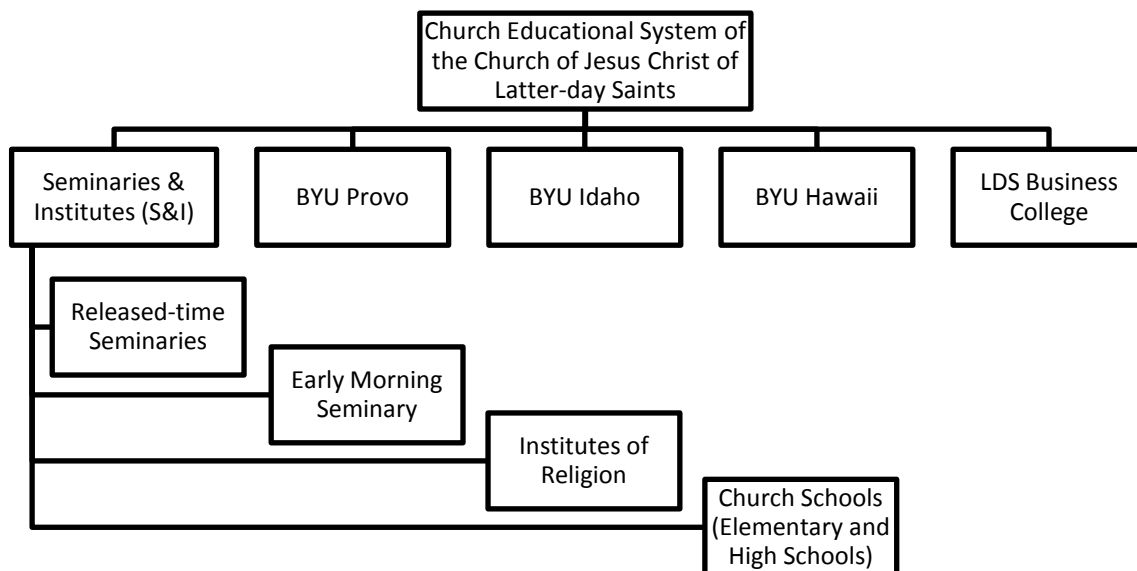 Church Educational System of
the Church of Jesus Christ of
Latter-day Saints
Seminaries &
Institutes (S&I)
BYU Provo
BYU Idaho
BYU Hawaii
LDS Business
College
Released-time
Seminaries
Early Morning
Seminary
Institutes of
Religion
Church Schools
(Elementary and
High Schools)